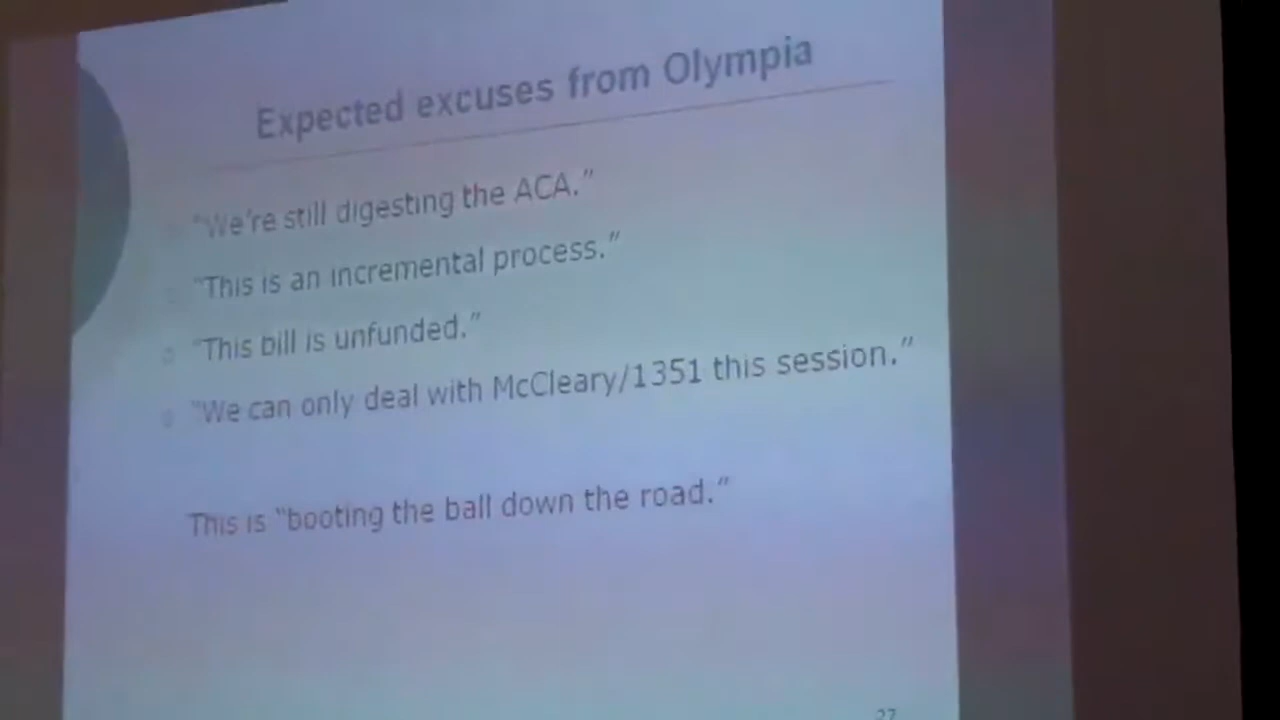 Expected excuses from Olympia
"We're still digesting the ACA."
"This is an incremental process."
"This bill is unfunded."
"We can only deal with McCleary/1351 this session."
This is "booting the ball down the road."
27